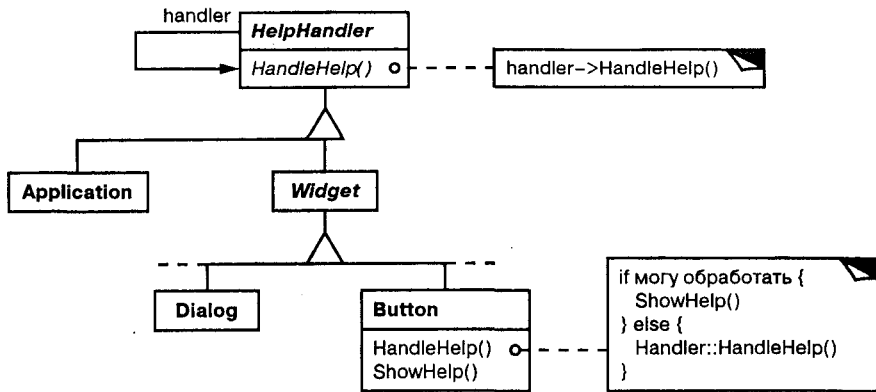 handler
HelpHandler
HandleHelp()
handler->HandleHelp()
Application
Widget
Dialog
Button
HandleHelp()
ShowHelp()
if могу обработать {
ShowHelp()
} else {
Handler::HandleHelp()
}